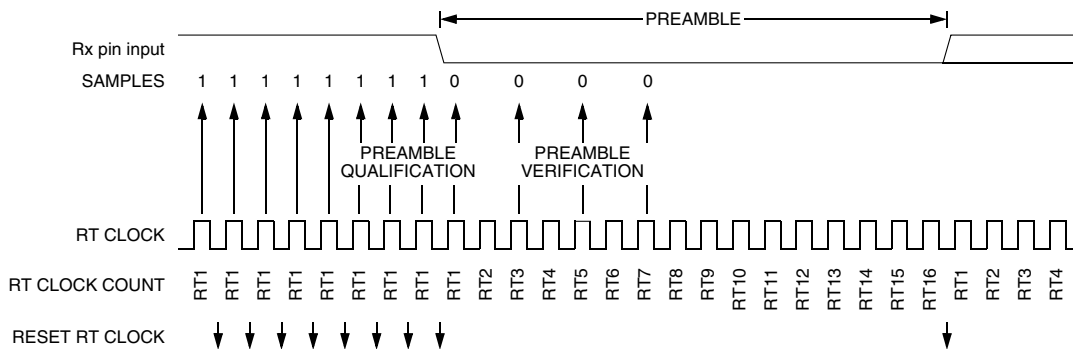 PREAMBLE
Rx pin input
SAMPLES 1 1 1 1 1 1 1 1 0 0 0 0
PREAMBLE QUALIFICATION
PREAMBLE VERIFICATION
RT CLOCK
RT CLOCK COUNT RT1 RT1 RT1 RT1 RT1 RT1 RT1 RT1 RT1 RT2 RT3 RT4 RT5 RT6 RT7 RT8 RT9 RT10 RT11 RT12 RT13 RT14 RT15 RT16 RT1 RT2 RT3 RT4
RESET RT CLOCK